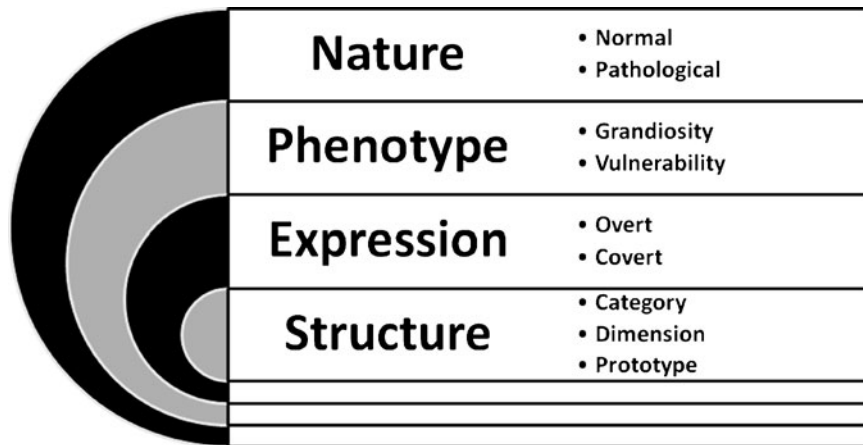 Nature
• Normal
• Pathological
Phenotype
• Grandiosity
• Vulnerability
Expression
• Overt
• Covert
Structure
• Category
• Dimension
• Prototype